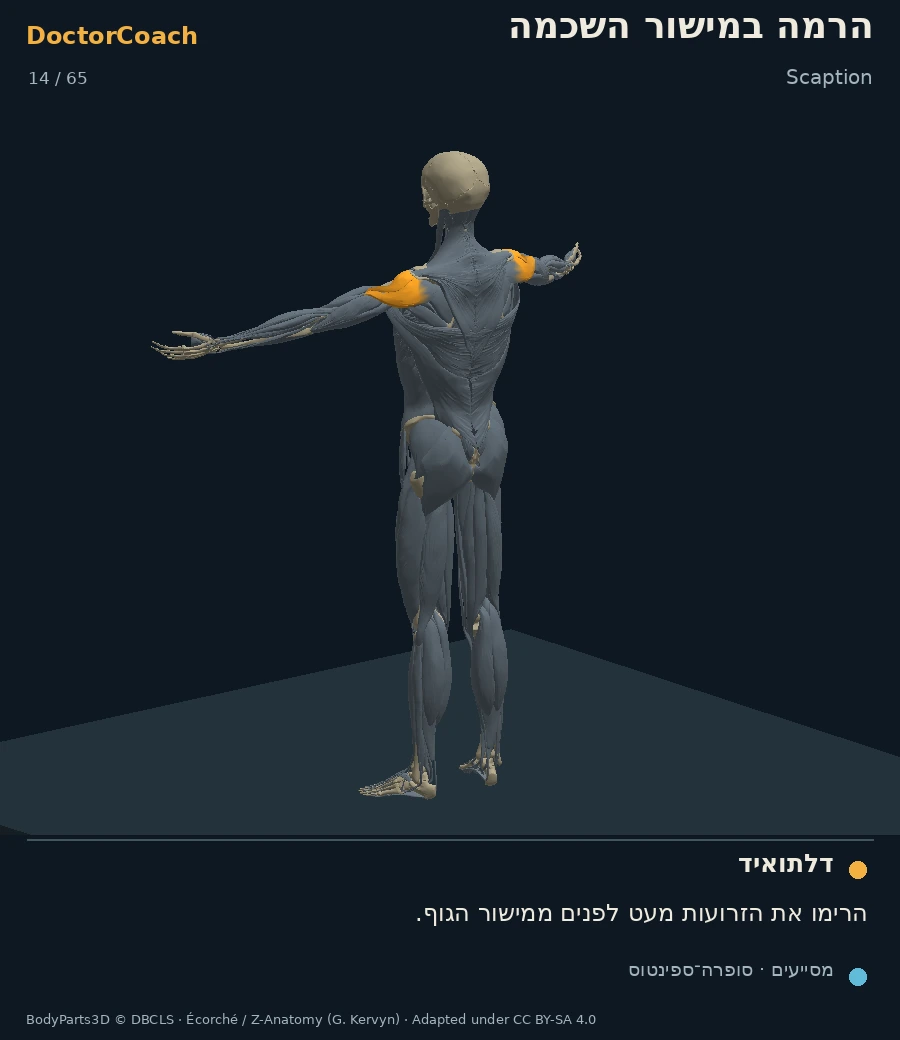 DoctorCoach
הרמה במישור השכמה
14 / 65
Scaption
דלתואיד
הרימו את הזרועות מעט לפנים ממישור הגוף.
מסייעים · סופרה־ספינטוס
BodyParts3D © DBCLS · Écorché / Z-Anatomy (G. Kervyn) · Adapted under CC BY-SA 4.0